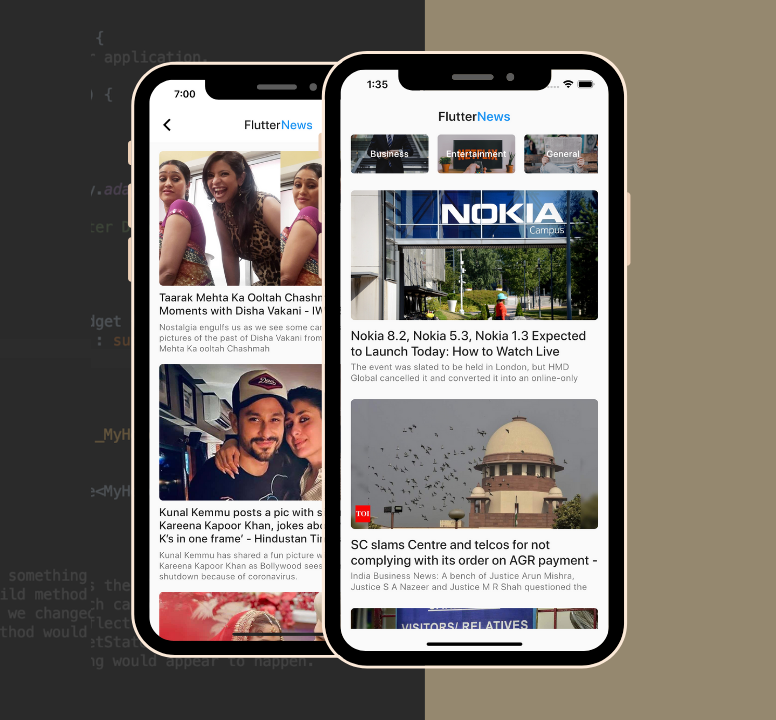 {
application.
) {
y.ada
ter D
dget
: su
_MyH
e<MyH
something
ild method
we changed
thod would
s the
ch ca
llect
etStat
ng would appear to happen.
7:00
FlutterNews
Taarak Mehta Ka Ooltah Chashm
Moments with Disha Vakani - IW
Nostalgia engulfs us as we see some can
pictures of the past of Disha Vakani from
Mehta Ka ooltah Chashmah
Kunal Kemmu posts a pic with s
Kareena Kapoor Khan, jokes abo
K's in one frame' - Hindustan Tim
Kunal Kemmu has shared a fun picture w
Kareena Kapoor Khan as Bollywood sees
shutdown because of coronavirus.
1:35
FlutterNews
Business
Entertainment
General
NOKIA
Campus
Nokia 8.2, Nokia 5.3, Nokia 1.3 Expected
to Launch Today: How to Watch Live
The event was slated to be held in London, but HMD
Global cancelled it and converted it into an online-only
TOI
SC slams Centre and telcos for not
complying with its order on AGR payment -
India Business News: A bench of Justice Arun Mishra,
Justice S A Nazeer and Justice M R Shah questioned the
VISITORS/ RELATIVES